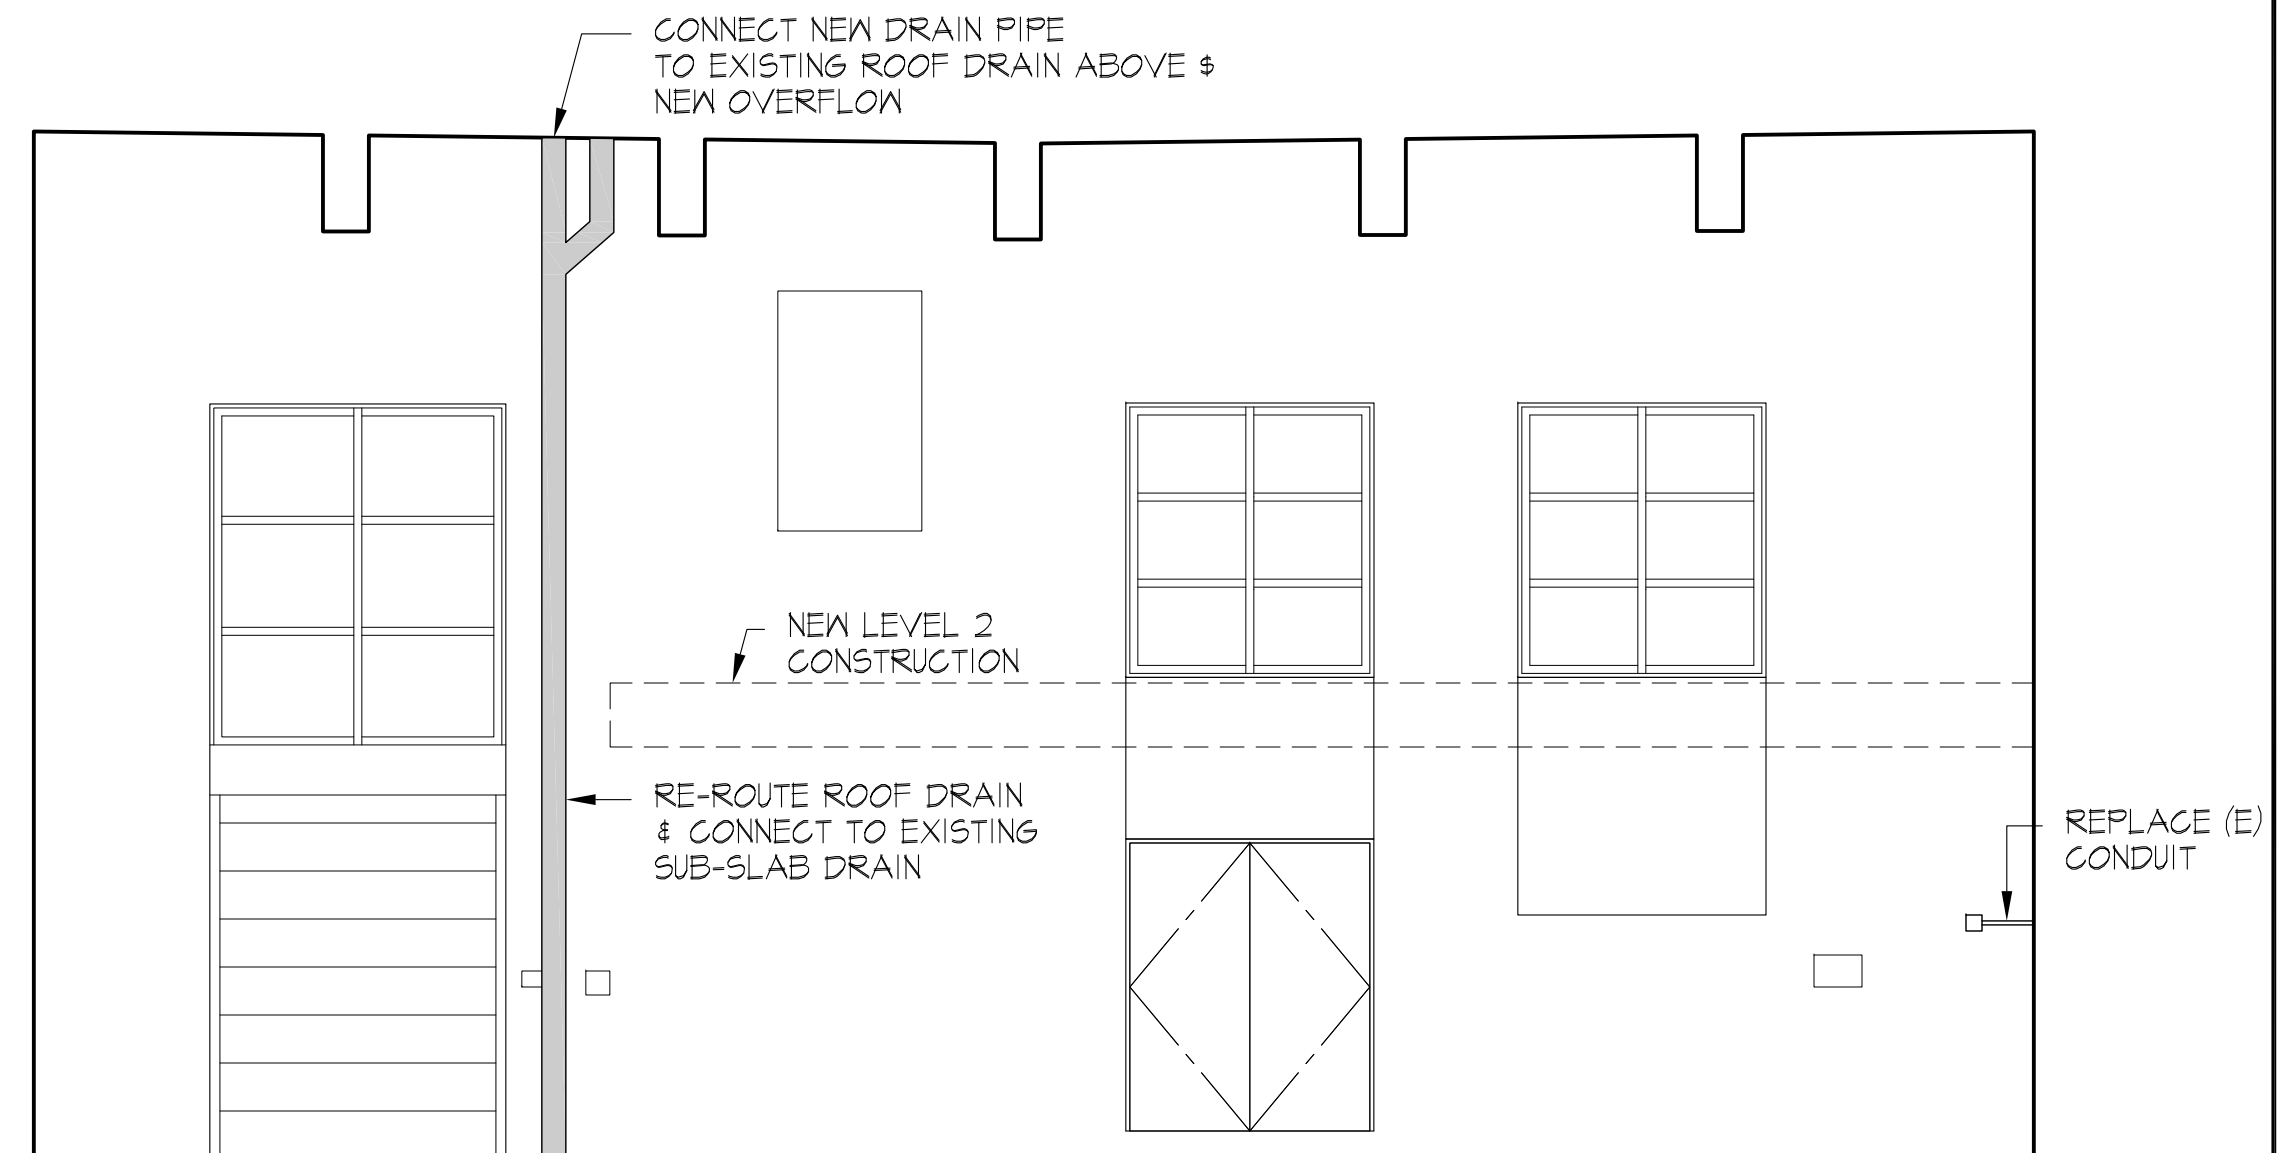 CONNECT NEW DRAIN PIPE
TO EXISTING ROOF DRAIN ABOVE $
NEW OVERFLOW
NEW LEVEL 2
CONSTRUCTION
RE-ROUTE ROOF DRAIN
& CONNECT TO EXISTING
SUB-SLAB DRAIN
REPLACE (E)
CONDUIT